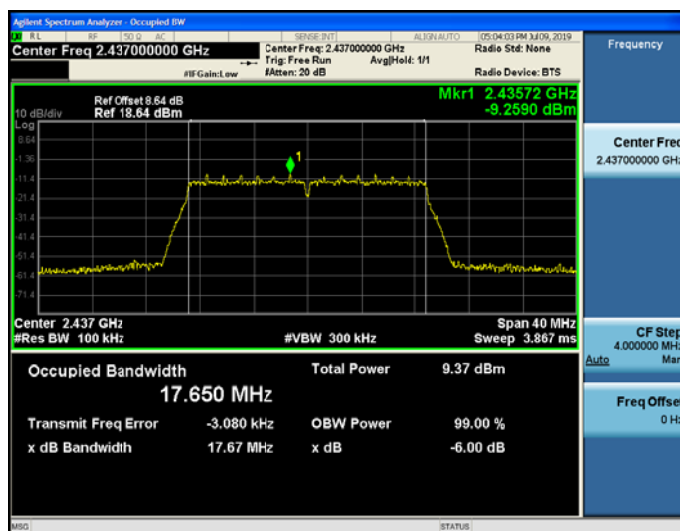 Agilent Spectrum Analyzer - Occupied BW
RL RF 50 Ω AC SENSE:INT ALIGNAUTO 05:04:03 PM Jul 09, 2019
Center Freq 2.437000000 GHz
Center Freq: 2.437000000 GHz
Radio Std: None
Trig: Free Run Avg|Hold: 1/1
#IFGain:Low #Atten: 20 dB Radio Device: BTS
Frequency
Mkr1 2.43572 GHz
-9.2590 dBm
Ref Offset 8.64 dB
10 dB/div Ref 18.64 dBm
Log
8.64
-1.36
-11.4
-21.4
-31.4
-41.4
-51.4
-61.4
-71.4
1
Center 2.437 GHz Span 40 MHz
#Res BW 100 kHz #VBW 300 kHz Sweep 3.867 ms
Occupied Bandwidth Total Power 9.37 dBm
17.650 MHz
Transmit Freq Error -3.080 kHz OBW Power 99.00 %
x dB Bandwidth 17.67 MHz x dB -6.00 dB
Center Freq
2.437000000 GHz
CF Step
4.000000 MHz
Auto Man
Freq Offset
0 Hz
MSG STATUS